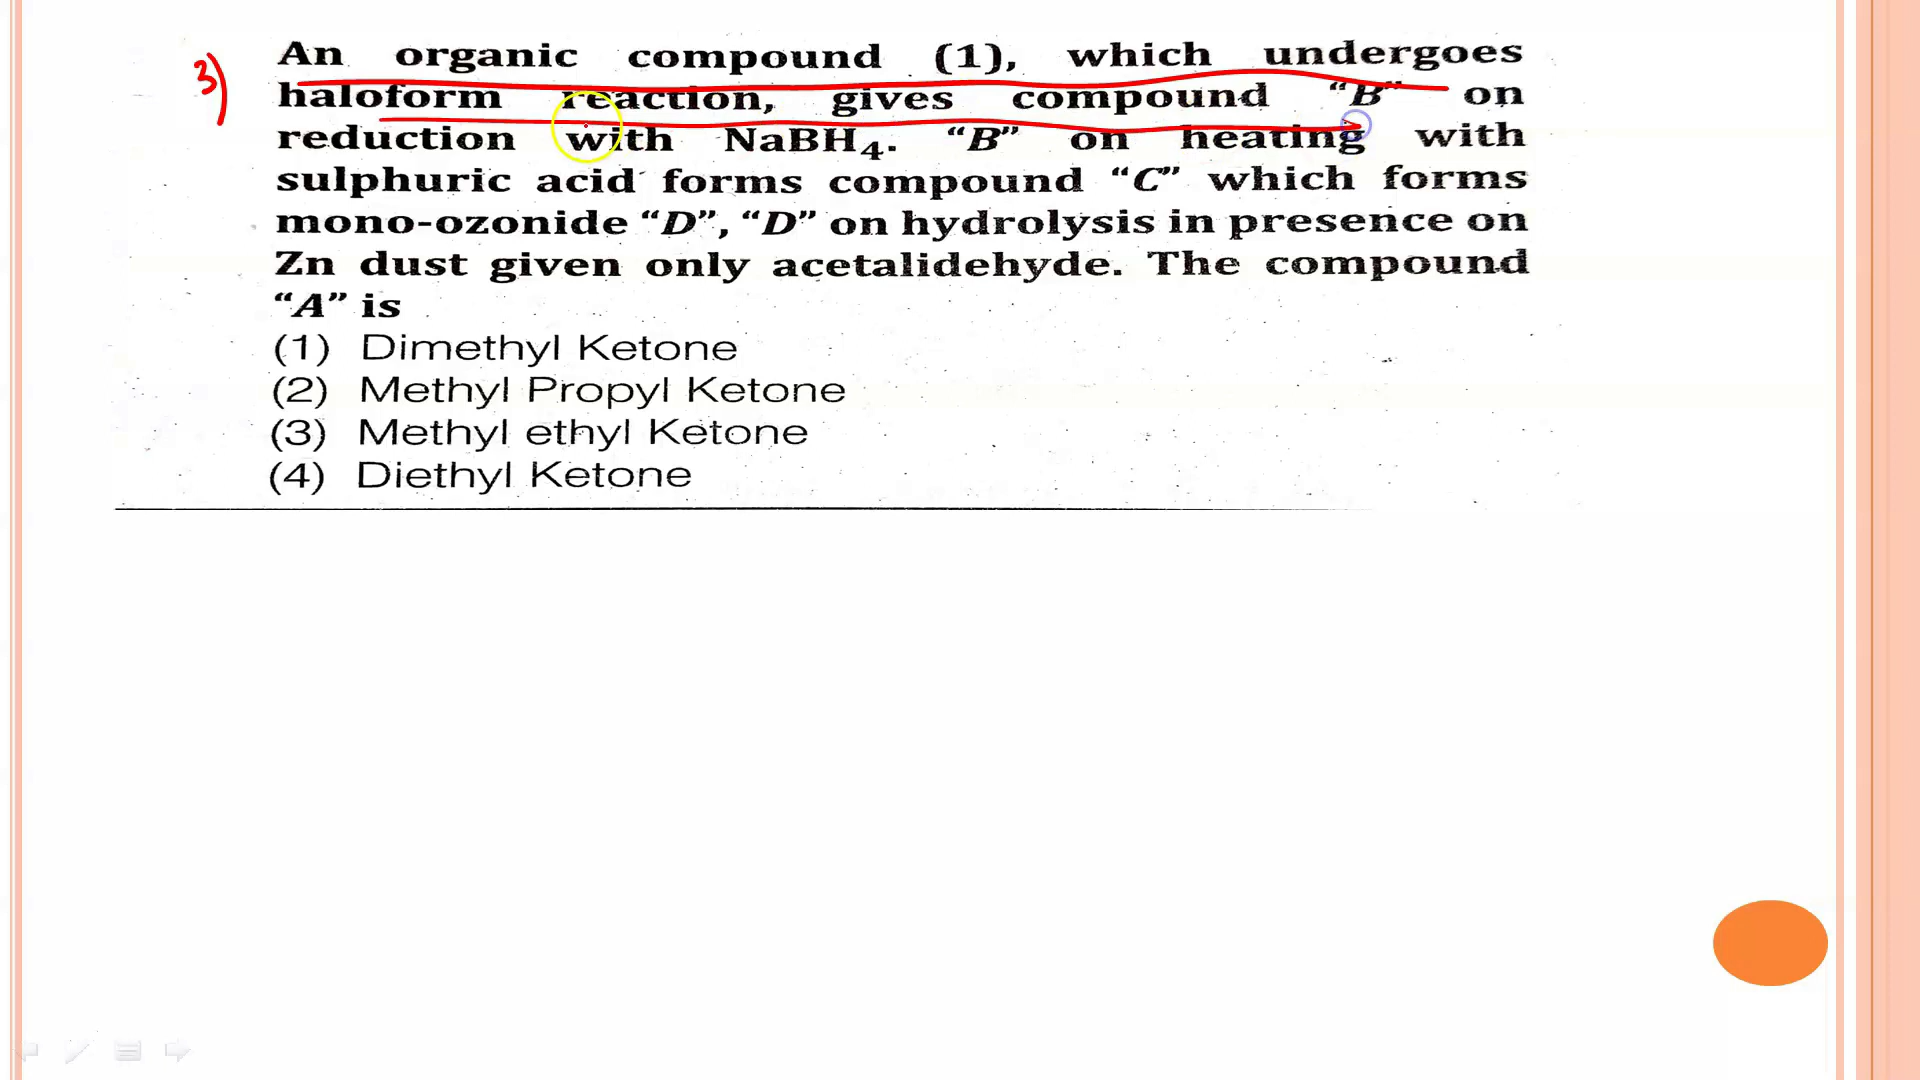 3)
An organic compound (1), which undergoes
haloform reaction, gives compound “B” on
reduction with NaBH4. “B” on heating with
sulphuric acid forms compound “C” which forms
mono-ozonide “D”, “D” on hydrolysis in presence on
Zn dust given only acetalidehyde. The compound
“A” is
(1) Dimethyl Ketone
(2) Methyl Propyl Ketone
(3) Methyl ethyl Ketone
(4) Diethyl Ketone